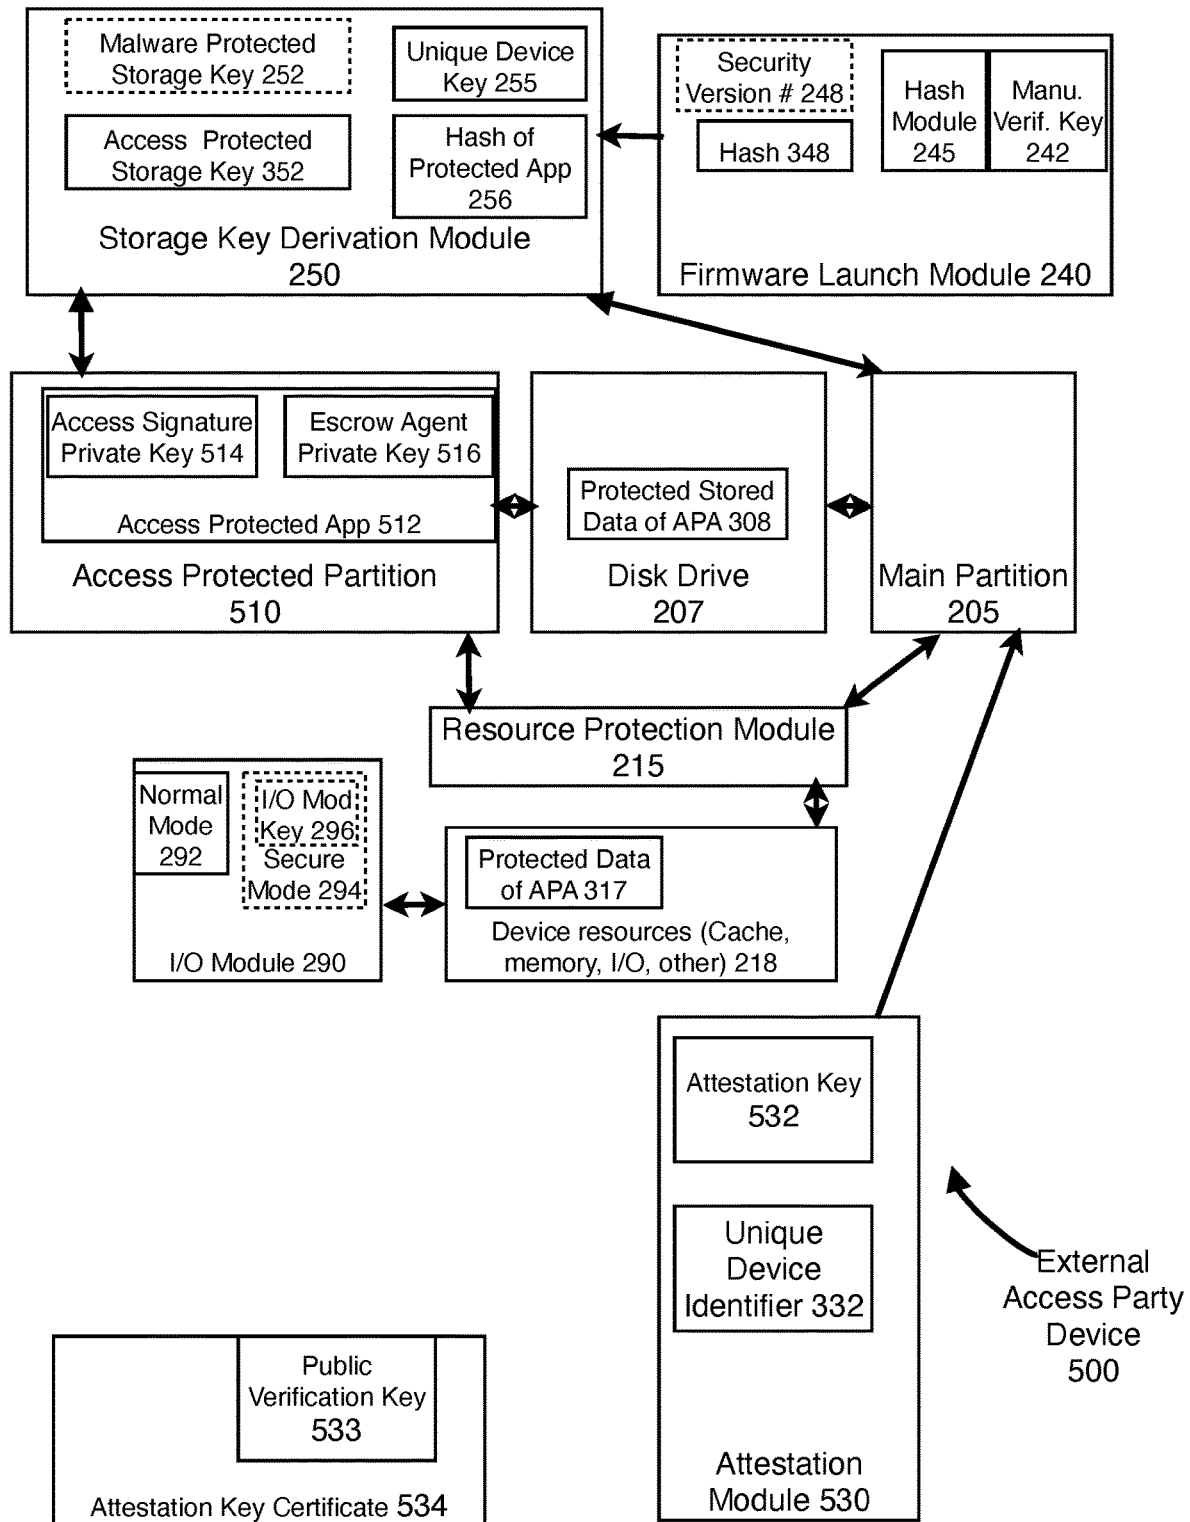 Malware Protected
Storage Key 252
Unique Device
Key 255
Access Protected
Storage Key 352
Hash of
Protected App
256
Storage Key Derivation Module
250
Security
Version # 248
Hash 348
Hash
Module
245
Manu.
Verif. Key
242
Firmware Launch Module 240
Access Signature
Private Key 514
Escrow Agent
Private Key 516
Access Protected App 512
Access Protected Partition
510
Protected Stored
Data of APA 308
Disk Drive
207
Main Partition
205
Resource Protection Module
215
Normal
Mode
292
I/O Mod
Key 296
Secure
Mode 294
I/O Module 290
Protected Data
of APA 317
Device resources (Cache,
memory, I/O, other) 218
Attestation Key
532
Unique
Device
Identifier 332
Attestation
Module 530
External
Access Party
Device
500
Public
Verification Key
533
Attestation Key Certificate 534